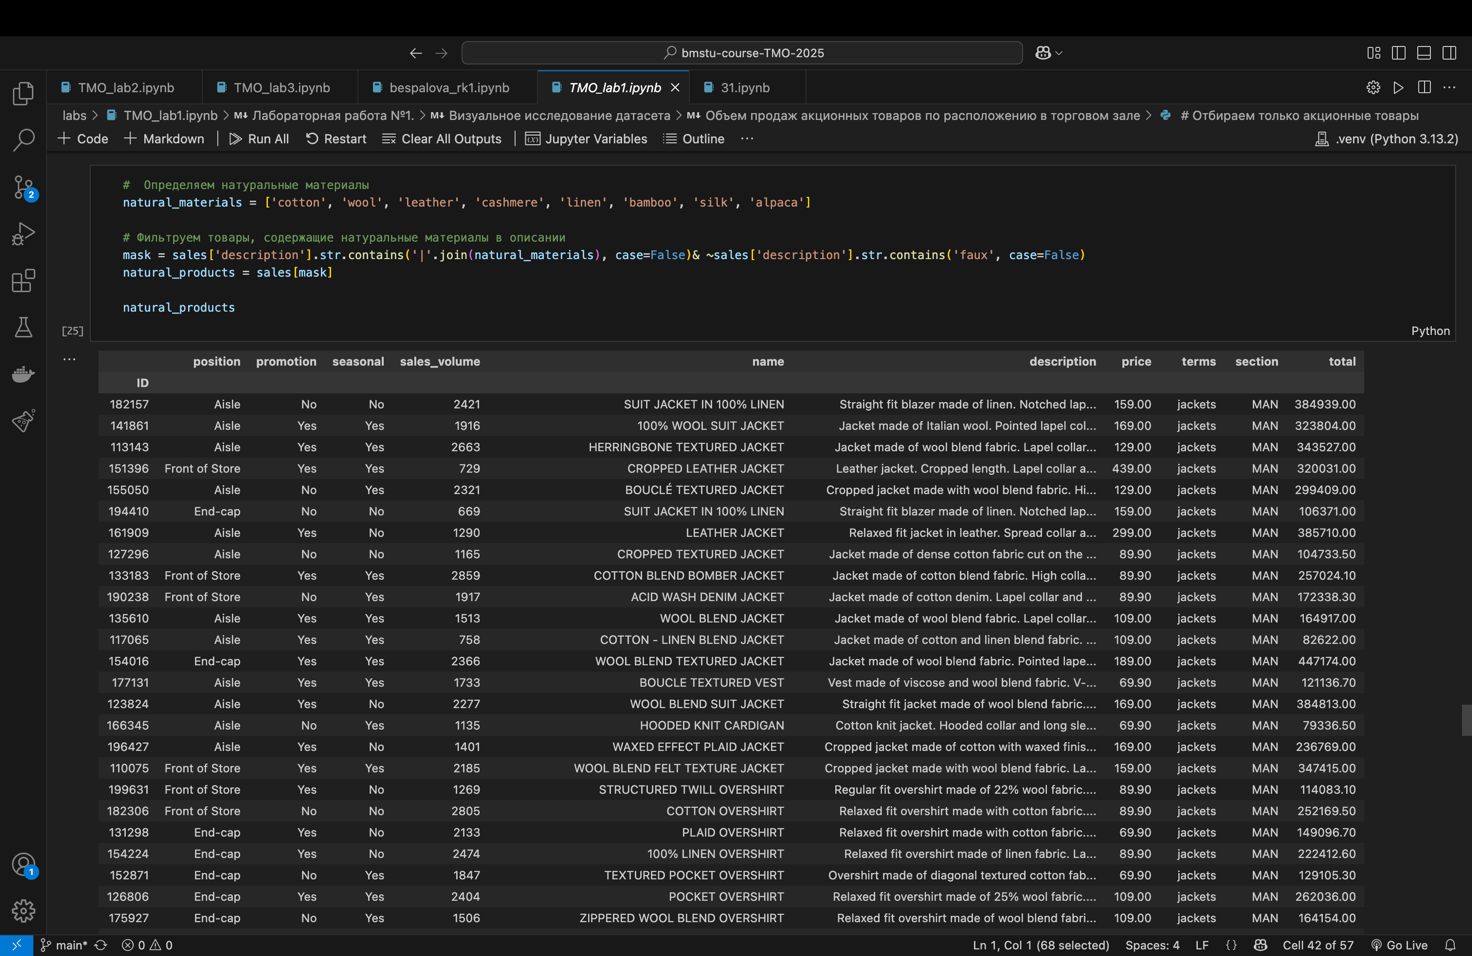 bmstu-course-TMO-2025
TMO_lab2.ipynb TMO_lab3.ipynb bespalova_rk1.ipynb TMO_lab1.ipynb 31.ipynb
labs > TMO_lab1.ipynb > M↓ Лабораторная работа №1. > M↓ Визуальное исследование датасета > M↓ Объем продаж акционных товаров по расположению в торговом зале > # Отбираем только акционные товары
+ Code + Markdown Run All Restart Clear All Outputs Jupyter Variables Outline ... .venv (Python 3.13.2)
# Определяем натуральные материалы
natural_materials = ['cotton', 'wool', 'leather', 'cashmere', 'linen', 'bamboo', 'silk', 'alpaca']
# Фильтруем товары, содержащие натуральные материалы в описании
mask = sales['description'].str.contains('|'.join(natural_materials), case=False)& ~sales['description'].str.contains('faux', case=False)
natural_products = sales[mask]
natural_products
[25]
Python
...
position promotion seasonal sales_volume name description price terms section total
ID
182157 Aisle No No 2421 SUIT JACKET IN 100% LINEN Straight fit blazer made of linen. Notched lap... 159.00 jackets MAN 384939.00
141861 Aisle Yes Yes 1916 100% WOOL SUIT JACKET Jacket made of Italian wool. Pointed lapel col... 169.00 jackets MAN 323804.00
113143 Aisle Yes Yes 2663 HERRINGBONE TEXTURED JACKET Jacket made of wool blend fabric. Lapel collar... 129.00 jackets MAN 343527.00
151396 Front of Store Yes Yes 729 CROPPED LEATHER JACKET Leather jacket. Cropped length. Lapel collar a... 439.00 jackets MAN 320031.00
155050 Aisle No Yes 2321 BOUCLÉ TEXTURED JACKET Cropped jacket made with wool blend fabric. Hi... 129.00 jackets MAN 299409.00
194410 End-cap No No 669 SUIT JACKET IN 100% LINEN Straight fit blazer made of linen. Notched lap... 159.00 jackets MAN 106371.00
161909 Aisle Yes No 1290 LEATHER JACKET Relaxed fit jacket in leather. Spread collar a... 299.00 jackets MAN 385710.00
127296 Aisle No No 1165 CROPPED TEXTURED JACKET Jacket made of dense cotton fabric cut on the ... 89.90 jackets MAN 104733.50
133183 Front of Store Yes Yes 2859 COTTON BLEND BOMBER JACKET Jacket made of cotton blend fabric. High colla... 89.90 jackets MAN 257024.10
190238 Front of Store No Yes 1917 ACID WASH DENIM JACKET Jacket made of cotton denim. Lapel collar and ... 89.90 jackets MAN 172338.30
135610 Aisle Yes Yes 1513 WOOL BLEND JACKET Jacket made of wool blend fabric. Lapel collar... 109.00 jackets MAN 164917.00
117065 Aisle Yes Yes 758 COTTON - LINEN BLEND JACKET Jacket made of cotton and linen blend fabric. ... 109.00 jackets MAN 82622.00
154016 End-cap Yes Yes 2366 WOOL BLEND TEXTURED JACKET Jacket made of wool blend fabric. Pointed lape... 189.00 jackets MAN 447174.00
177131 Aisle Yes Yes 1733 BOUCLE TEXTURED VEST Vest made of viscose and wool blend fabric. V-... 69.90 jackets MAN 121136.70
123824 Aisle Yes No 2277 WOOL BLEND SUIT JACKET Straight fit jacket made of wool blend fabric.... 169.00 jackets MAN 384813.00
166345 Aisle No Yes 1135 HOODED KNIT CARDIGAN Cotton knit jacket. Hooded collar and long sle... 69.90 jackets MAN 79336.50
196427 Aisle Yes No 1401 WAXED EFFECT PLAID JACKET Cropped jacket made of cotton with waxed finis... 169.00 jackets MAN 236769.00
110075 Front of Store Yes Yes 2185 WOOL BLEND FELT TEXTURE JACKET Cropped jacket made with wool blend fabric. La... 159.00 jackets MAN 347415.00
199631 Front of Store Yes No 1269 STRUCTURED TWILL OVERSHIRT Regular fit overshirt made of 22% wool fabric.... 89.90 jackets MAN 114083.10
182306 Front of Store No No 2805 COTTON OVERSHIRT Relaxed fit overshirt made with cotton fabric.... 89.90 jackets MAN 252169.50
131298 End-cap Yes No 2133 PLAID OVERSHIRT Relaxed fit overshirt made with cotton fabric.... 69.90 jackets MAN 149096.70
154224 End-cap Yes No 2474 100% LINEN OVERSHIRT Relaxed fit overshirt made of linen fabric. La... 89.90 jackets MAN 222412.60
152871 End-cap No Yes 1847 TEXTURED POCKET OVERSHIRT Overshirt made of diagonal textured cotton fab... 69.90 jackets MAN 129105.30
126806 End-cap Yes Yes 2404 POCKET OVERSHIRT Relaxed fit overshirt made of 25% wool fabric.... 109.00 jackets MAN 262036.00
175927 End-cap No Yes 1506 ZIPPERED WOOL BLEND OVERSHIRT Relaxed fit overshirt made of wool blend fabri... 109.00 jackets MAN 164154.00
2
1
main* 0 0 Ln 1, Col 1 (68 selected) Spaces: 4 LF {} Cell 42 of 57 Go Live